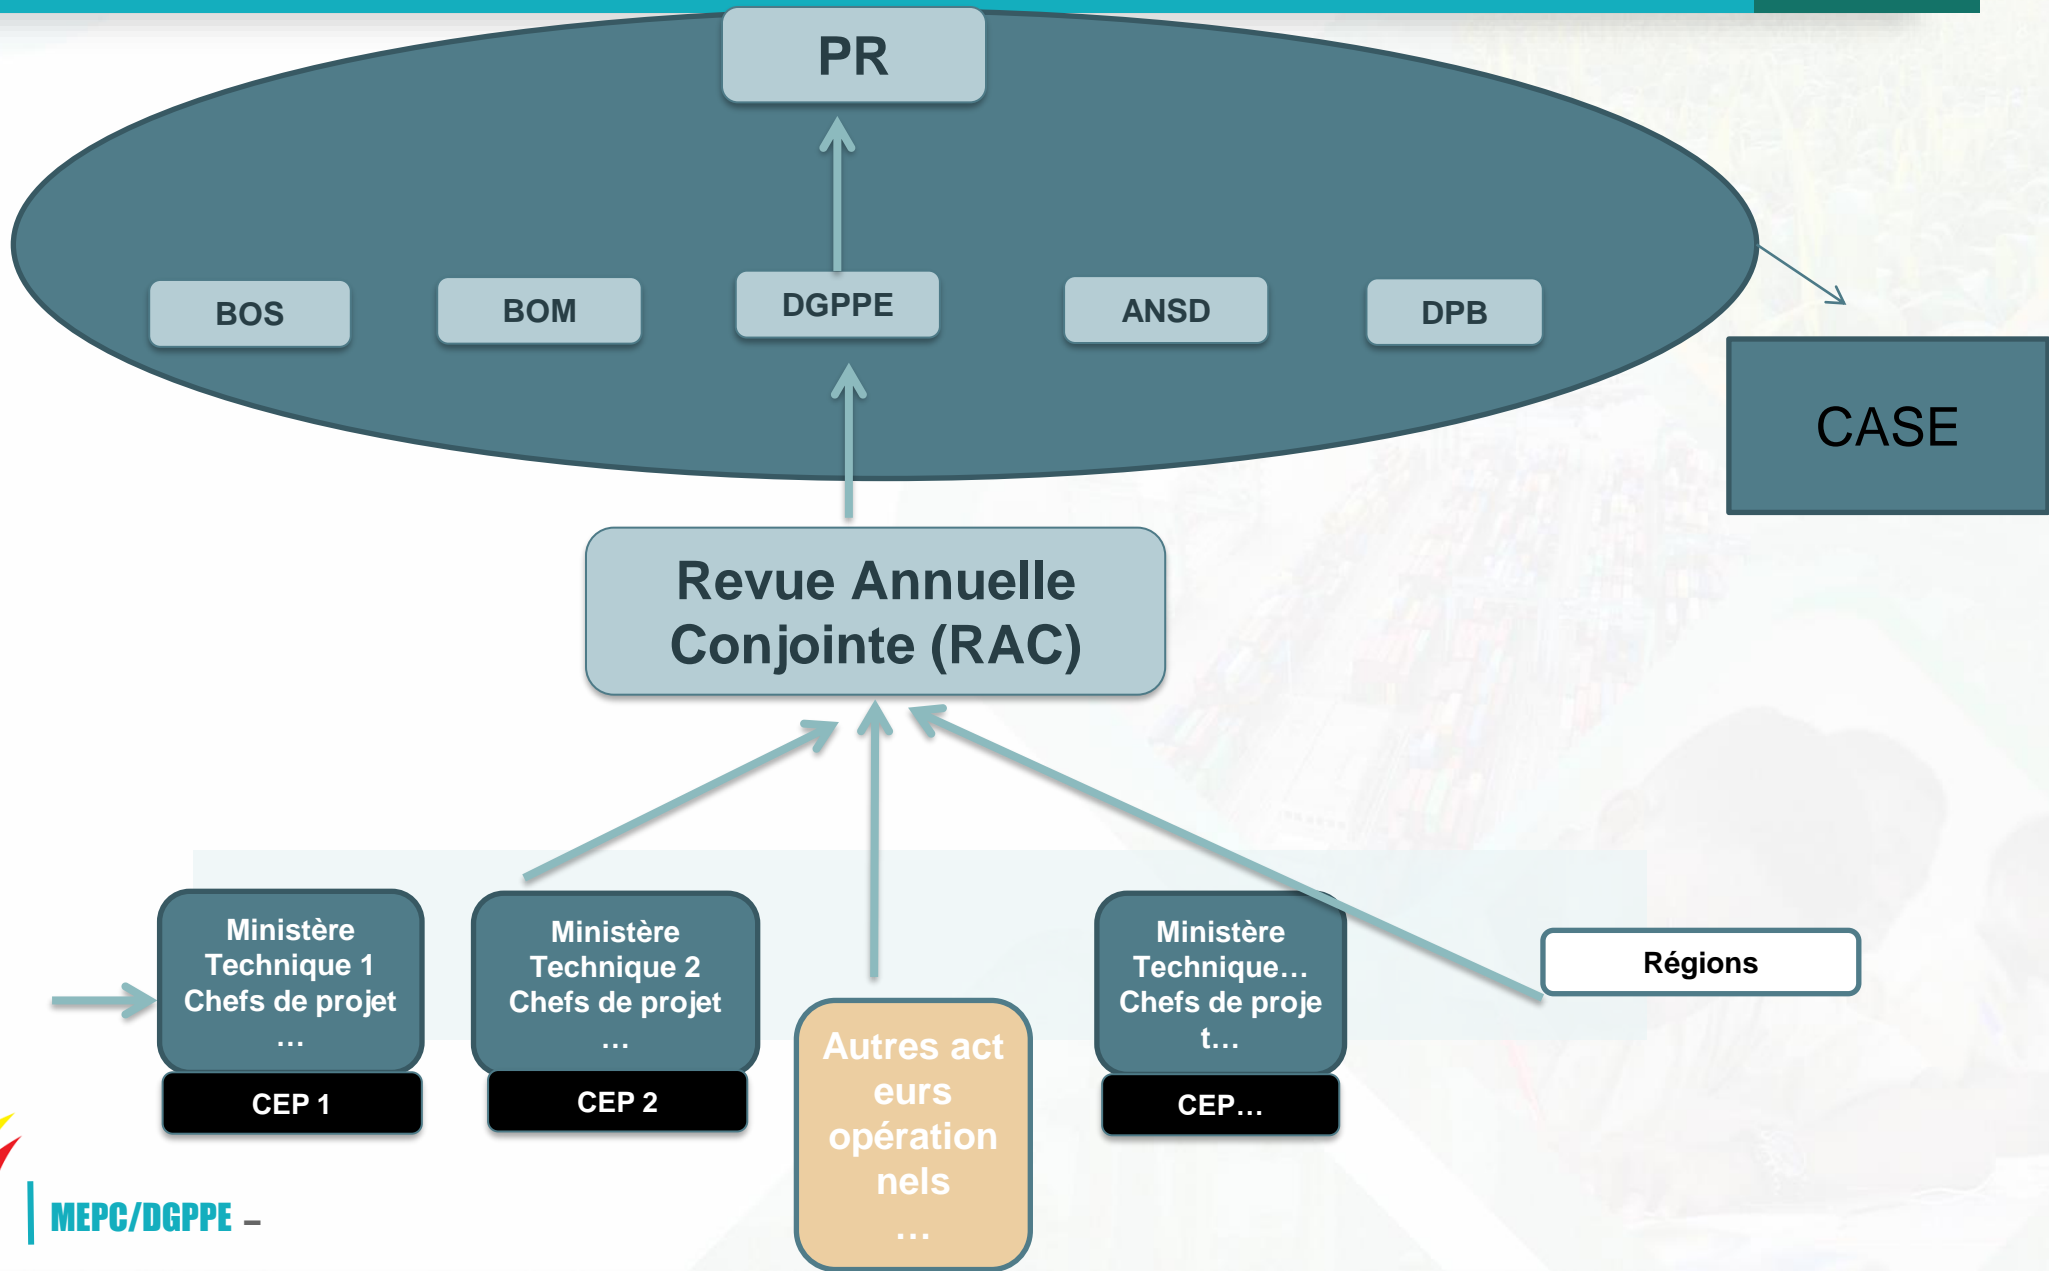 PR
BOS
BOM
DGPPE
ANSD
DPB
CASE
Revue Annuelle
Conjointe (RAC)
Ministère
Technique 1
Chefs de projet
…
CEP 1
Ministère
Technique 2
Chefs de projet
…
CEP 2
Autres act
eurs
opération
nels
…
Ministère
Technique…
Chefs de proje
t…
CEP…
Régions
MEPC/DGPPE –